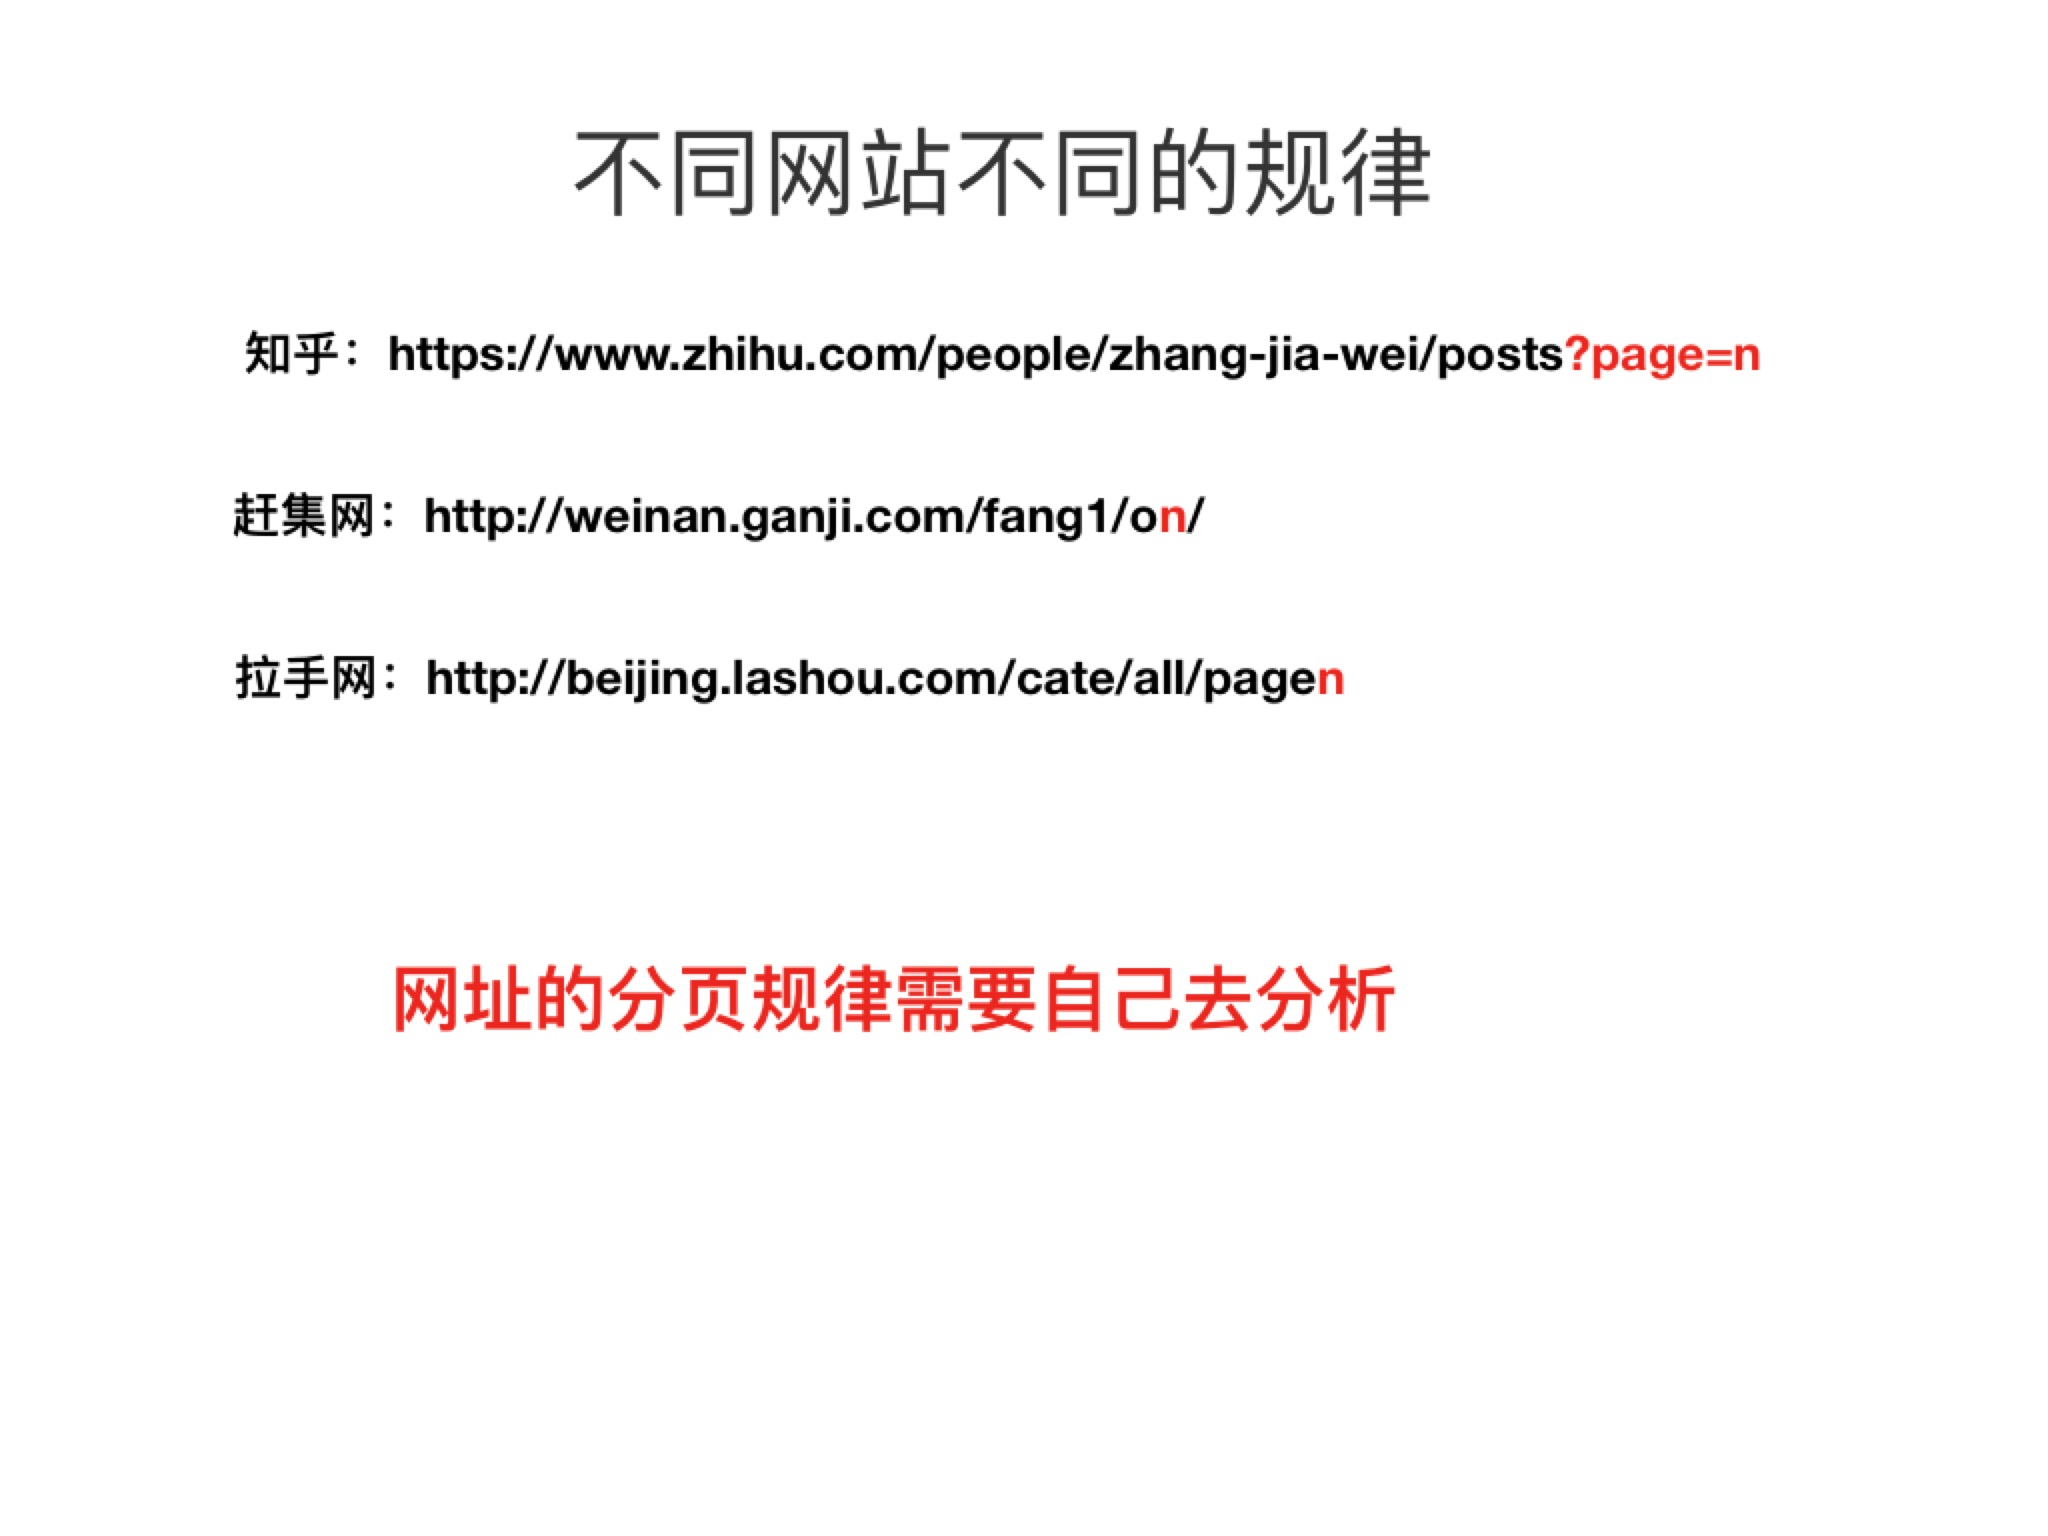 不同网站不同的规律
知乎：https://www.zhihu.com/people/zhang-jia-wei/posts?page=n
赶集网：http://weinan.ganji.com/fang1/on/
拉手网：http://beijing.lashou.com/cate/all/pagen
网址的分页规律需要自己去分析